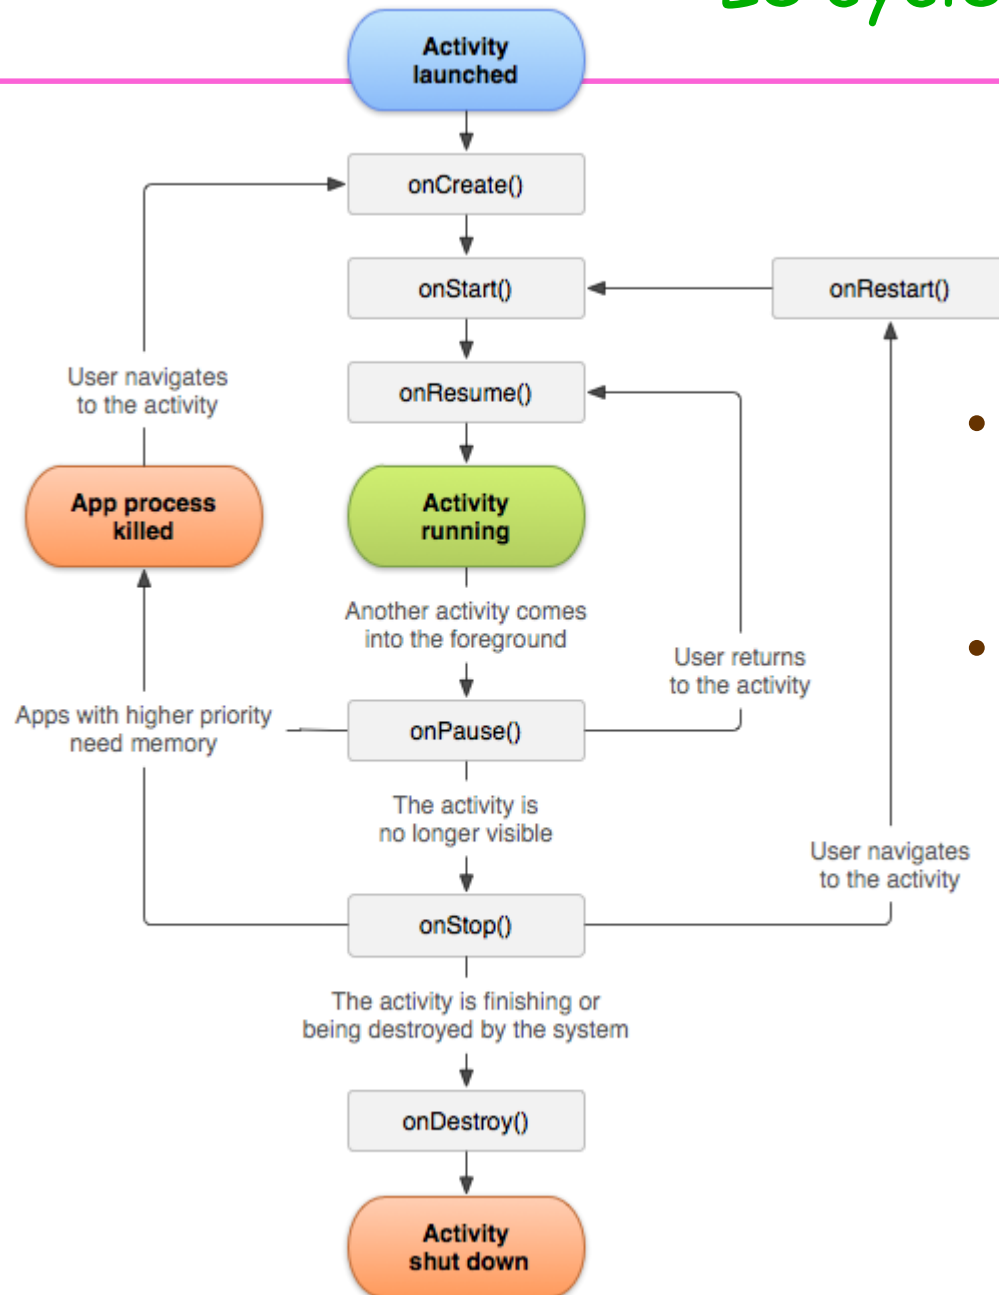 Activity
launched
onCreate()
onStart()
onRestart()
User navigates
to the activity
onResume()
App process
killed
Activity
running
Another activity comes
into the foreground
User returns
to the activity
Apps with higher priority
need memory
onPause()
The activity is
no longer visible
User navigates
to the activity
onStop()
The activity is finishing or
being destroyed by the system
onDestroy()
Activity
shut down